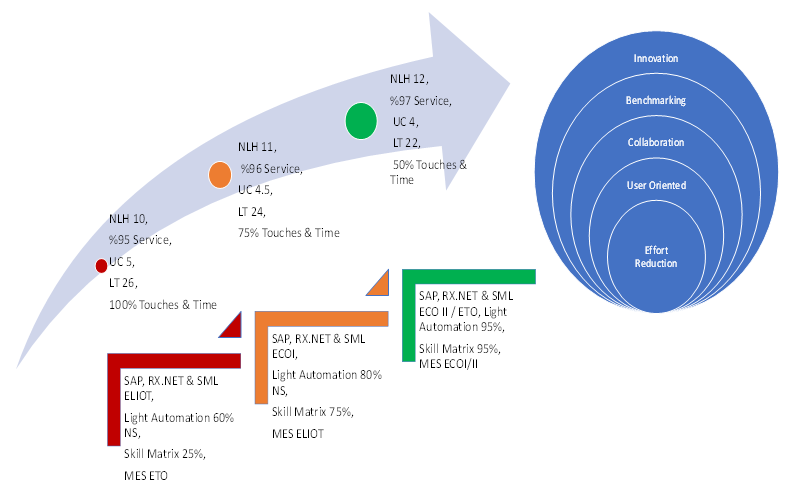 NLH 12,
%97 Service,
UC 4,
LT 22,
50% Touches &
Time
NLH 11,
%96 Service,
UC 4.5,
LT 24,
75% Touches & Time
NLH 10,
%95 Service,
UC 5,
LT 26,
100% Touches & Time
SAP, RX.NET & SML
ELIOT,
Light Automation 60%
NS,
Skill Matrix 25%,
MES ETO
SAP, RX.NET & SML
ECOI,
Light Automation 80%
NS,
Skill Matrix 75%,
MES ELIOT
SAP, RX.NET & SML
ECO II / ETO, Light
Automation 95%,
Skill Matrix 95%,
MES ECOI/II
Innovation
Benchmarking
Collaboration
User Oriented
Effort
Reduction